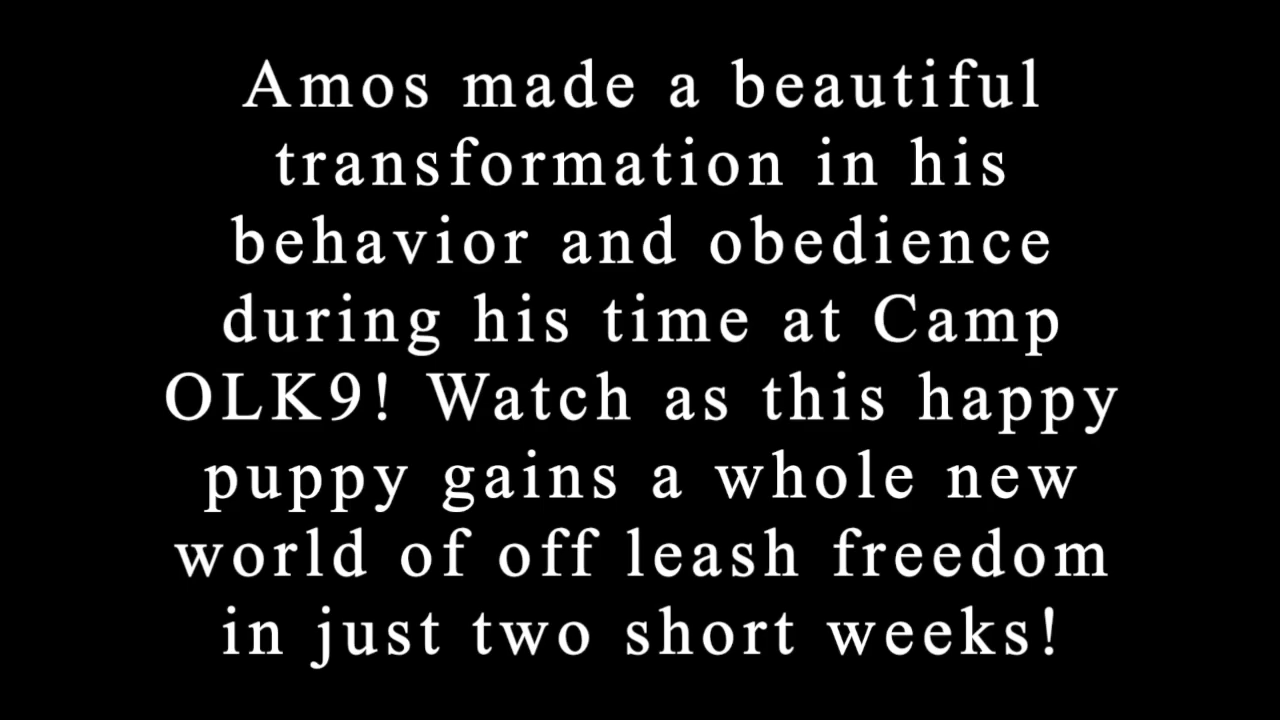 Amos made a beautiful
transformation in his
behavior and obedience
during his time at Camp
OLK9! Watch as this happy
puppy gains a whole new
world of off leash freedom
in just two short weeks!